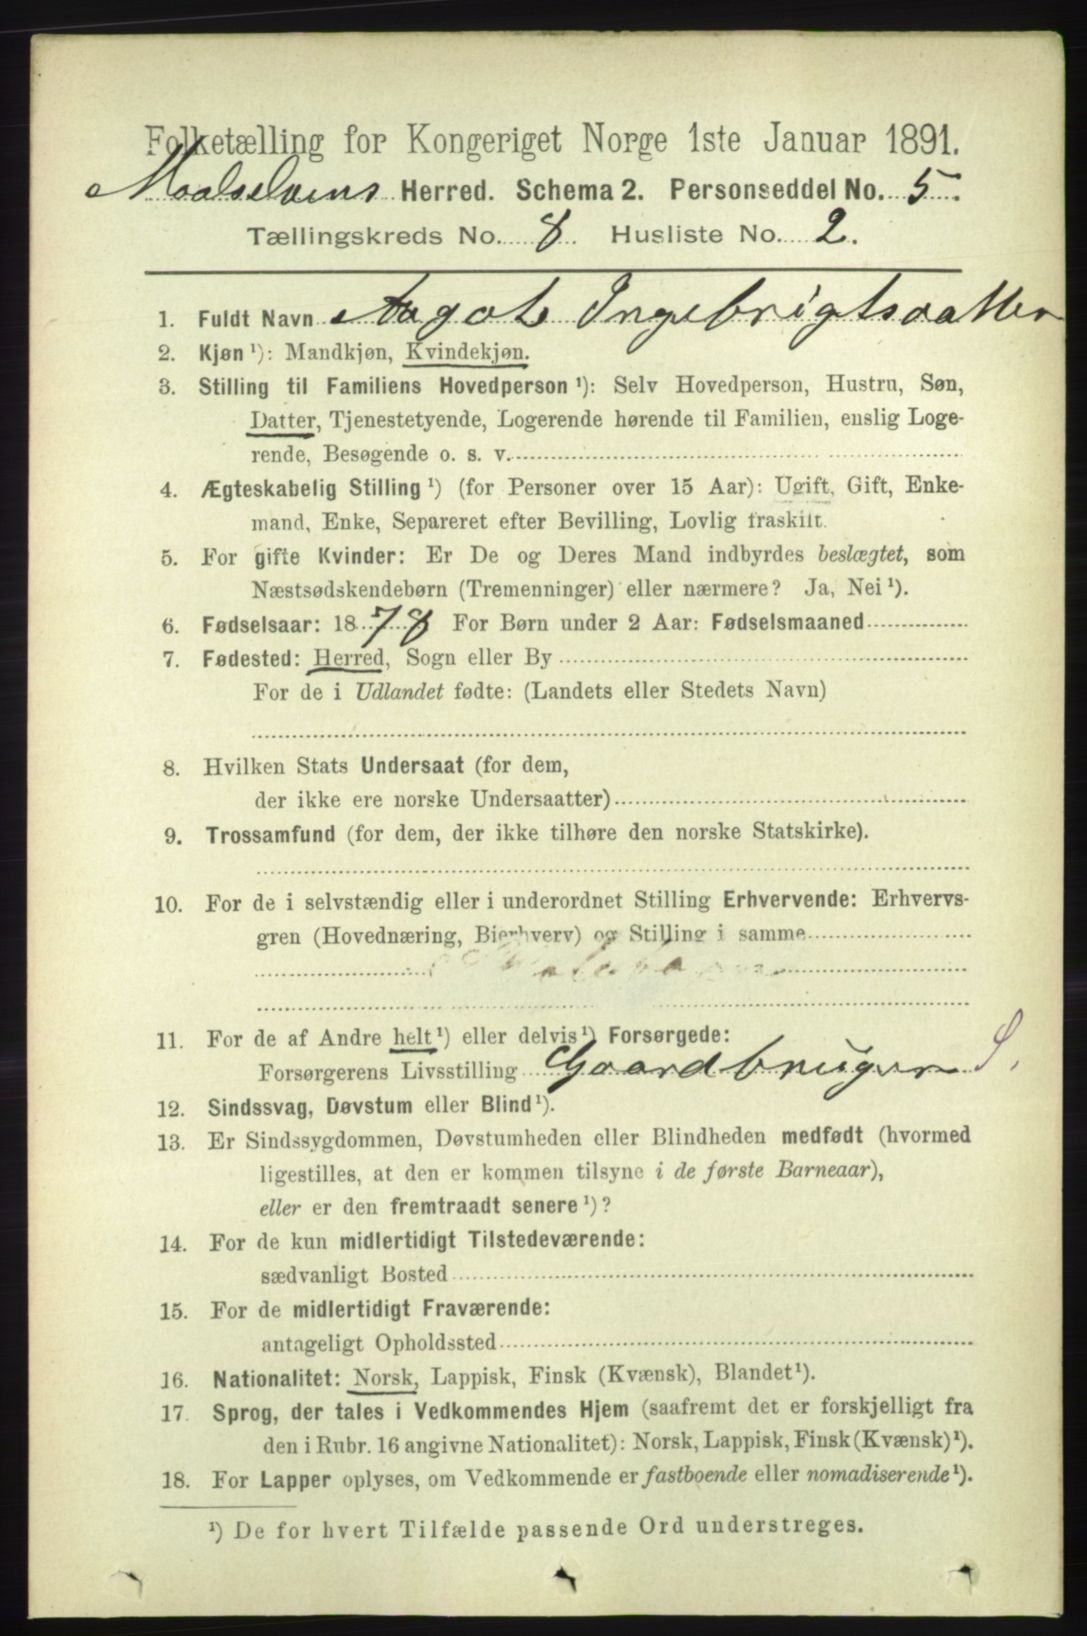 Folketælling for Kongeriget Norge 1ste Januar 1891.
Maalselvens Herred. Schema 2. Personseddel No. 5.
Tællingskreds No. 8. Husliste No. 2.
1. Fuldt Navn Aagot Ingebrigtsdatter
2. Kjøn ¹): Mandkjøn, Kvindekjøn.
3. Stilling til Familiens Hovedperson ¹): Selv Hovedperson, Hustru, Søn,
Datter, Tjenestetyende, Logerende hørende til Familien, enslig Loge-
rende, Besøgende o. s. v.
4. Ægteskabelig Stilling ¹) (for Personer over 15 Aar): Ugift, Gift, Enke-
mand, Enke, Separeret efter Bevilling, Lovlig fraskilt.
5. For gifte Kvinder: Er De og Deres Mand indbyrdes beslægtet, som
Næstsødskendebørn (Tremenninger) eller nærmere? Ja, Nei ¹).
6. Fødselsaar: 1878 For Børn under 2 Aar: Fødselsmaaned
7. Fødested: Herred, Sogn eller By
For de i Udlandet fødte: (Landets eller Stedets Navn)
8. Hvilken Stats Undersaat (for dem,
der ikke ere norske Undersaatter)
9. Trossamfund (for dem, der ikke tilhøre den norske Statskirke).
10. For de i selvstændig eller i underordnet Stilling Erhvervende: Erhvervs-
gren (Hovednæring, Bierhverv) og Stilling i samme
11. For de af Andre helt ¹) eller delvis ¹) Forsørgede:
Forsørgerens Livsstilling Gaardbruger S.
12. Sindssvag, Døvstum eller Blind ¹).
13. Er Sindssygdommen, Døvstumheden eller Blindheden medfødt (hvormed
ligestilles, at den er kommen tilsyne i de første Barneaar),
eller er den fremtraadt senere ¹)?
14. For de kun midlertidigt Tilstedeværende:
sædvanligt Bosted
15. For de midlertidigt Fraværende:
antageligt Opholdssted
16. Nationalitet: Norsk, Lappisk, Finsk (Kvænsk), Blandet ¹).
17. Sprog, der tales i Vedkommendes Hjem (saafremt det er forskjelligt fra
den i Rubr. 16 angivne Nationalitet): Norsk, Lappisk, Finsk (Kvænsk) ¹).
18. For Lapper oplyses, om Vedkommende er fastboende eller nomadiserende ¹).
¹) De for hvert Tilfælde passende Ord understreges.